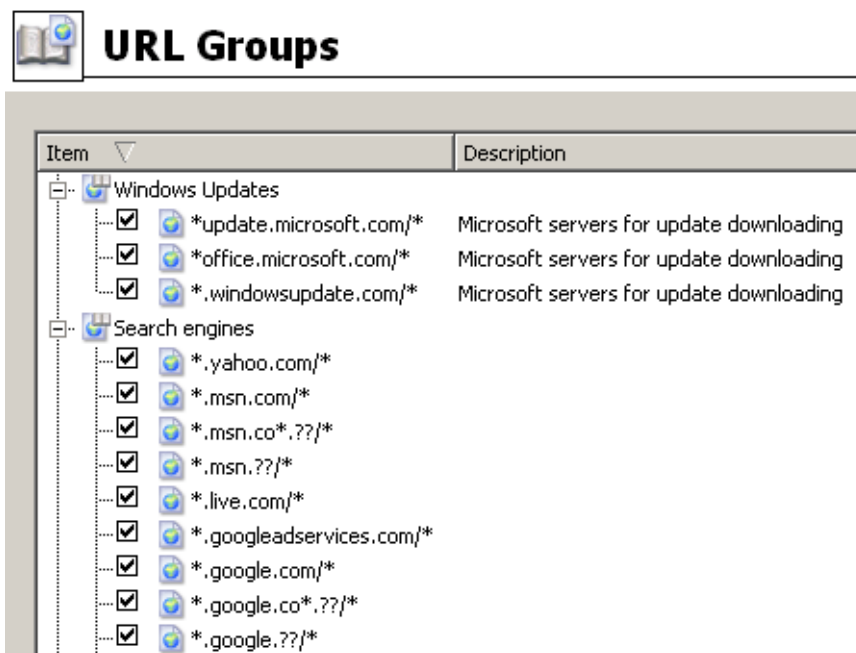 URL Groups
Item Description
Windows Updates
*update.microsoft.com/* Microsoft servers for update downloading
*office.microsoft.com/* Microsoft servers for update downloading
*.windowsupdate.com/* Microsoft servers for update downloading
Search engines
*.yahoo.com/*
*.msn.com/*
*.msn.co*.??/*
*.msn.??/*
*.live.com/*
*.googleadservices.com/*
*.google.com/*
*.google.co*.??/*
*.google.??/*